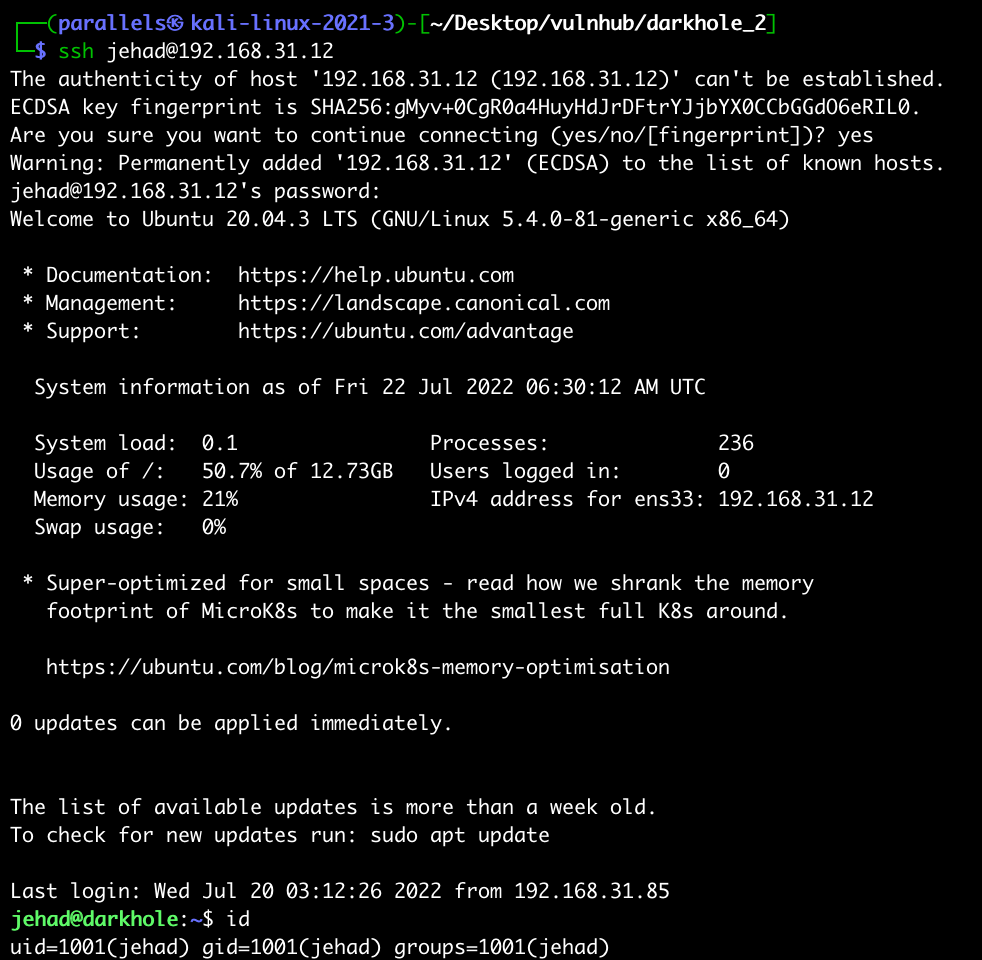 ┌──(parallels㉿kali-linux-2021-3)-[~/Desktop/vulnhub/darkhole_2]
└─$ ssh jehad@192.168.31.12
The authenticity of host '192.168.31.12 (192.168.31.12)' can't be established.
ECDSA key fingerprint is SHA256:gMyv+0CgR0a4HuyHdJrDFtrYJjbYX0CCbGGdO6eRIL0.
Are you sure you want to continue connecting (yes/no/[fingerprint])? yes
Warning: Permanently added '192.168.31.12' (ECDSA) to the list of known hosts.
jehad@192.168.31.12's password:
Welcome to Ubuntu 20.04.3 LTS (GNU/Linux 5.4.0-81-generic x86_64)

 * Documentation:  https://help.ubuntu.com
 * Management:     https://landscape.canonical.com
 * Support:        https://ubuntu.com/advantage

  System information as of Fri 22 Jul 2022 06:30:12 AM UTC

  System load:  0.1                Processes:              236
  Usage of /:   50.7% of 12.73GB   Users logged in:        0
  Memory usage: 21%                IPv4 address for ens33: 192.168.31.12
  Swap usage:   0%

 * Super-optimized for small spaces - read how we shrank the memory
   footprint of MicroK8s to make it the smallest full K8s around.

   https://ubuntu.com/blog/microk8s-memory-optimisation

0 updates can be applied immediately.


The list of available updates is more than a week old.
To check for new updates run: sudo apt update

Last login: Wed Jul 20 03:12:26 2022 from 192.168.31.85
jehad@darkhole:~$ id
uid=1001(jehad) gid=1001(jehad) groups=1001(jehad)